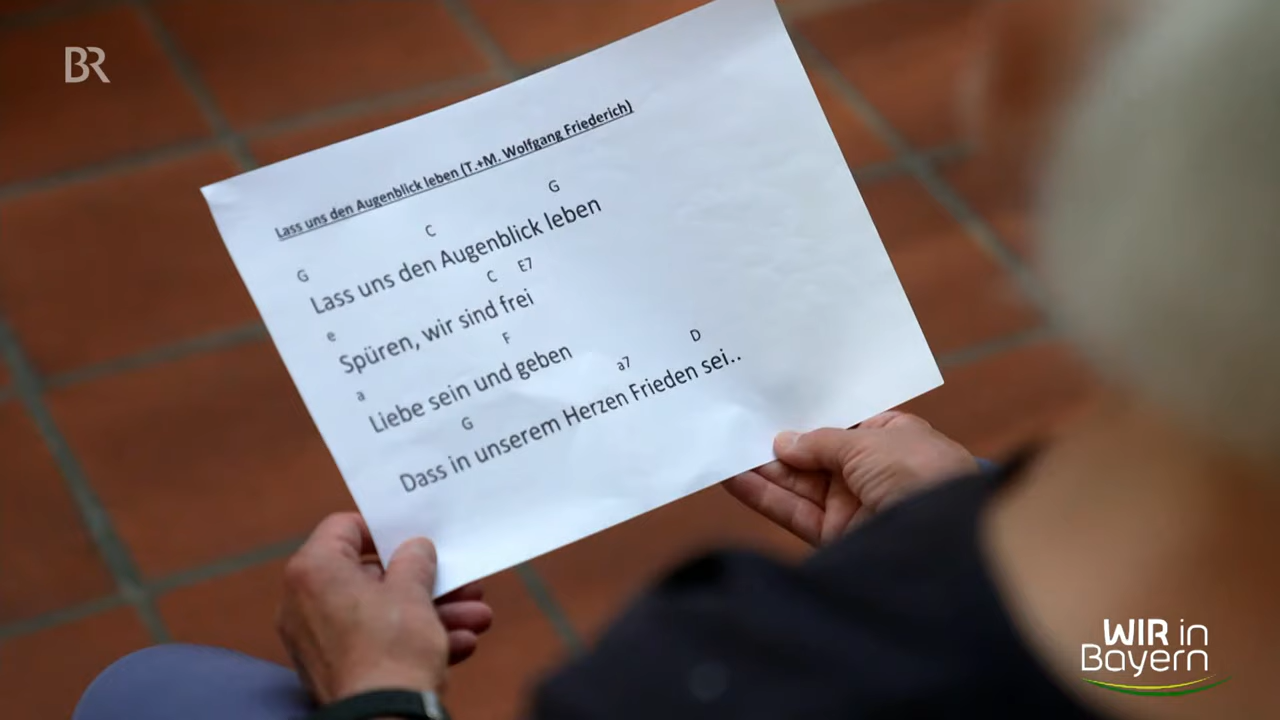 BR
Lass uns den Augenblick leben (T.+M. Wolfgang Friederich)
G C G
Lass uns den Augenblick leben
e C E7
Spüren, wir sind frei
a F
Liebe sein und geben
G a7 D
Dass in unserem Herzen Frieden sei..
WIR in
Bayern